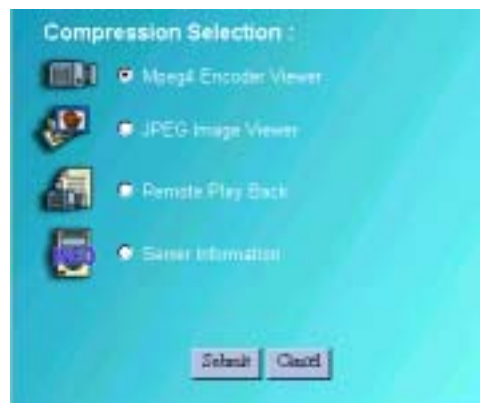 Compression Selection :
Mpeg4 Encoder Viewer
JPEG Image Viewer
Remote Play Back
Server Information
Submit Cancel